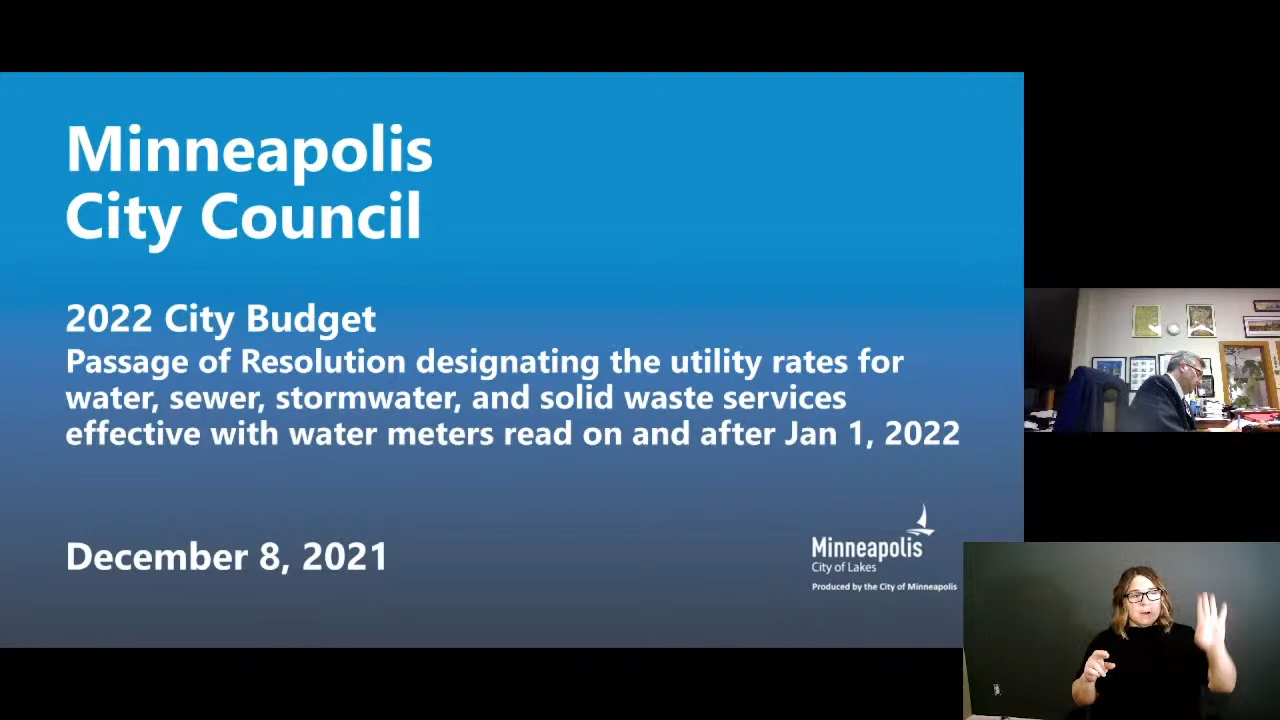 Minneapolis
City Council
2022 City Budget
Passage of Resolution designating the utility rates for
water, sewer, stormwater, and solid waste services
effective with water meters read on and after Jan 1, 2022
December 8, 2021
Minneapolis
City of Lakes
Produced by the City of Minneapolis